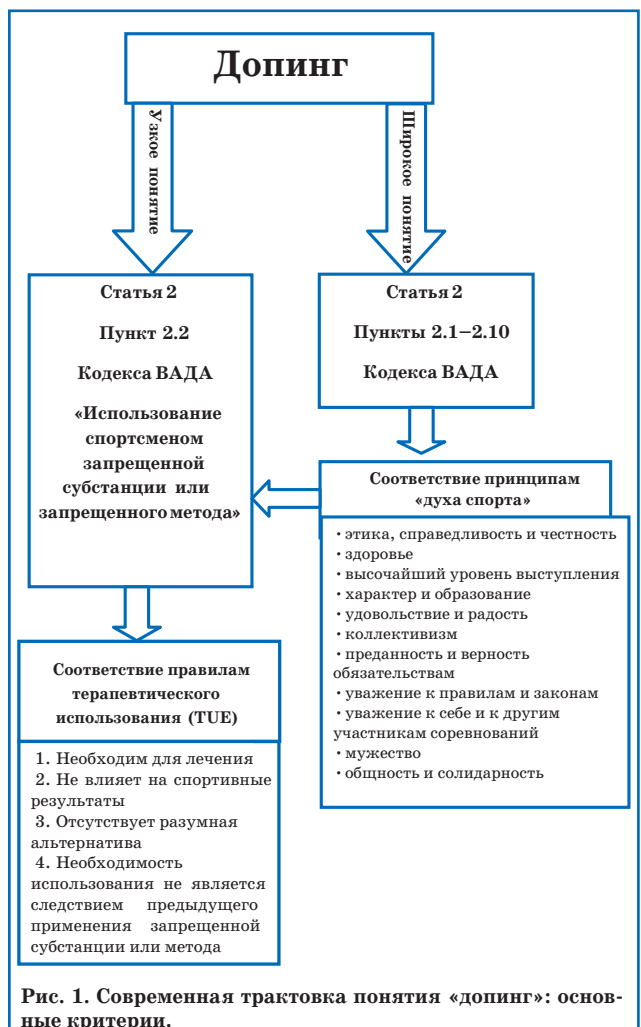 Допинг
Узкое понятие
Широкое понятие
Статья 2
Пункт 2.2
Кодекса ВАДА
«Использование
спортсменом
запрещенной
субстанции или
запрещенного метода»
Статья 2
Пункты 2.1–2.10
Кодекса ВАДА
Соответствие принципам
«духа спорта»
• этика, справедливость и честность
• здоровье
• высочайший уровень выступления
• характер и образование
• удовольствие и радость
• коллективизм
• преданность и верность
обязательствам
• уважение к правилам и законам
• уважение к себе и к другим
участникам соревнований
• мужество
• общность и солидарность
Соответствие правилам
терапевтического
использования (TUE)
1. Необходим для лечения
2. Не влияет на спортивные
результаты
3. Отсутствует разумная
альтернатива
4. Необходимость
использования не является
следствием предыдущего
применения запрещенной
субстанции или метода
Рис. 1. Современная трактовка понятия «допинг»: основ-
ные критерии.